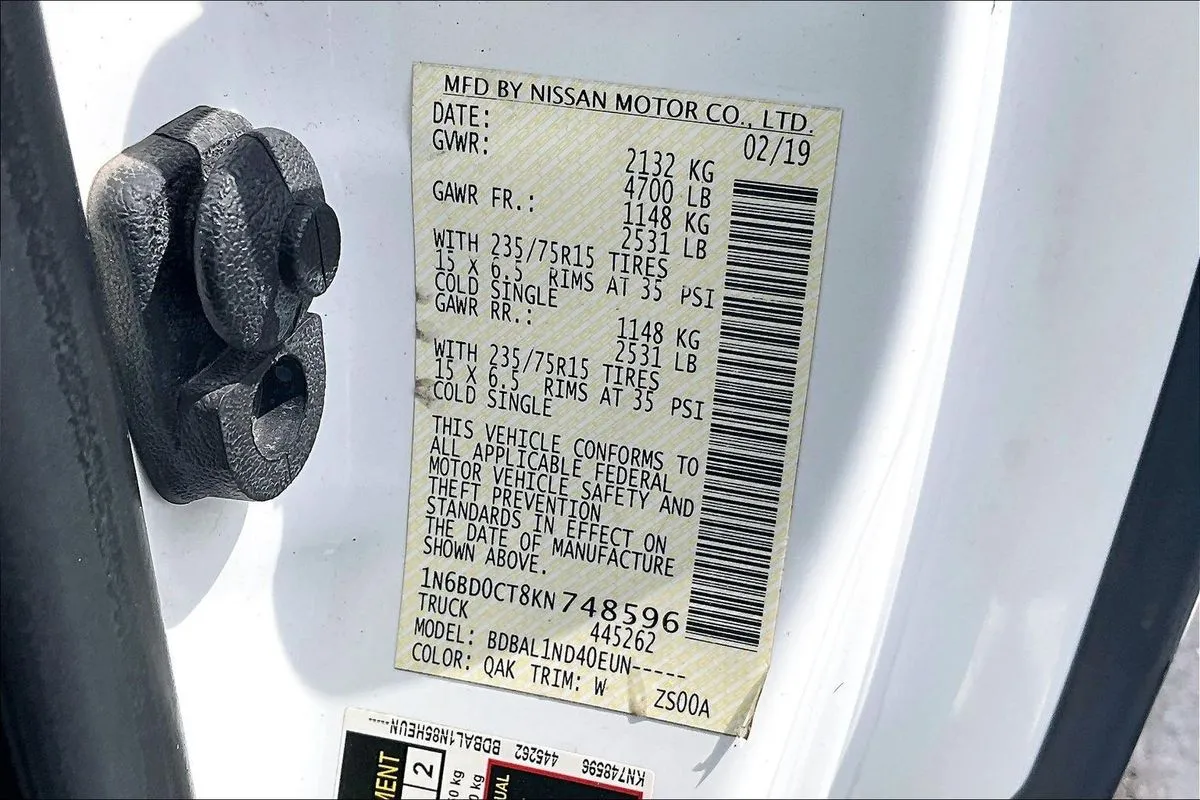 MFD BY NISSAN MOTOR CO., LTD.
DATE: 02/19
GVWR: 2132 KG
4700 LB
GAWR FR.: 1148 KG
2531 LB
WITH 235/75R15 TIRES
15 X 6.5 RIMS AT 35 PSI
COLD SINGLE
GAWR RR.: 1148 KG
2531 LB
WITH 235/75R15 TIRES
15 X 6.5 RIMS AT 35 PSI
COLD SINGLE
THIS VEHICLE CONFORMS TO
ALL APPLICABLE FEDERAL
MOTOR VEHICLE SAFETY AND
THEFT PREVENTION
STANDARDS IN EFFECT ON
THE DATE OF MANUFACTURE
SHOWN ABOVE.
1N6BD0CT8KN748596
TRUCK 445262
MODEL: BDBAL1ND40EUN-----
COLOR: QAK TRIM: W ZS00A
KN748596 445262 BDBAL1N85HEUN-----
2
kg
kg